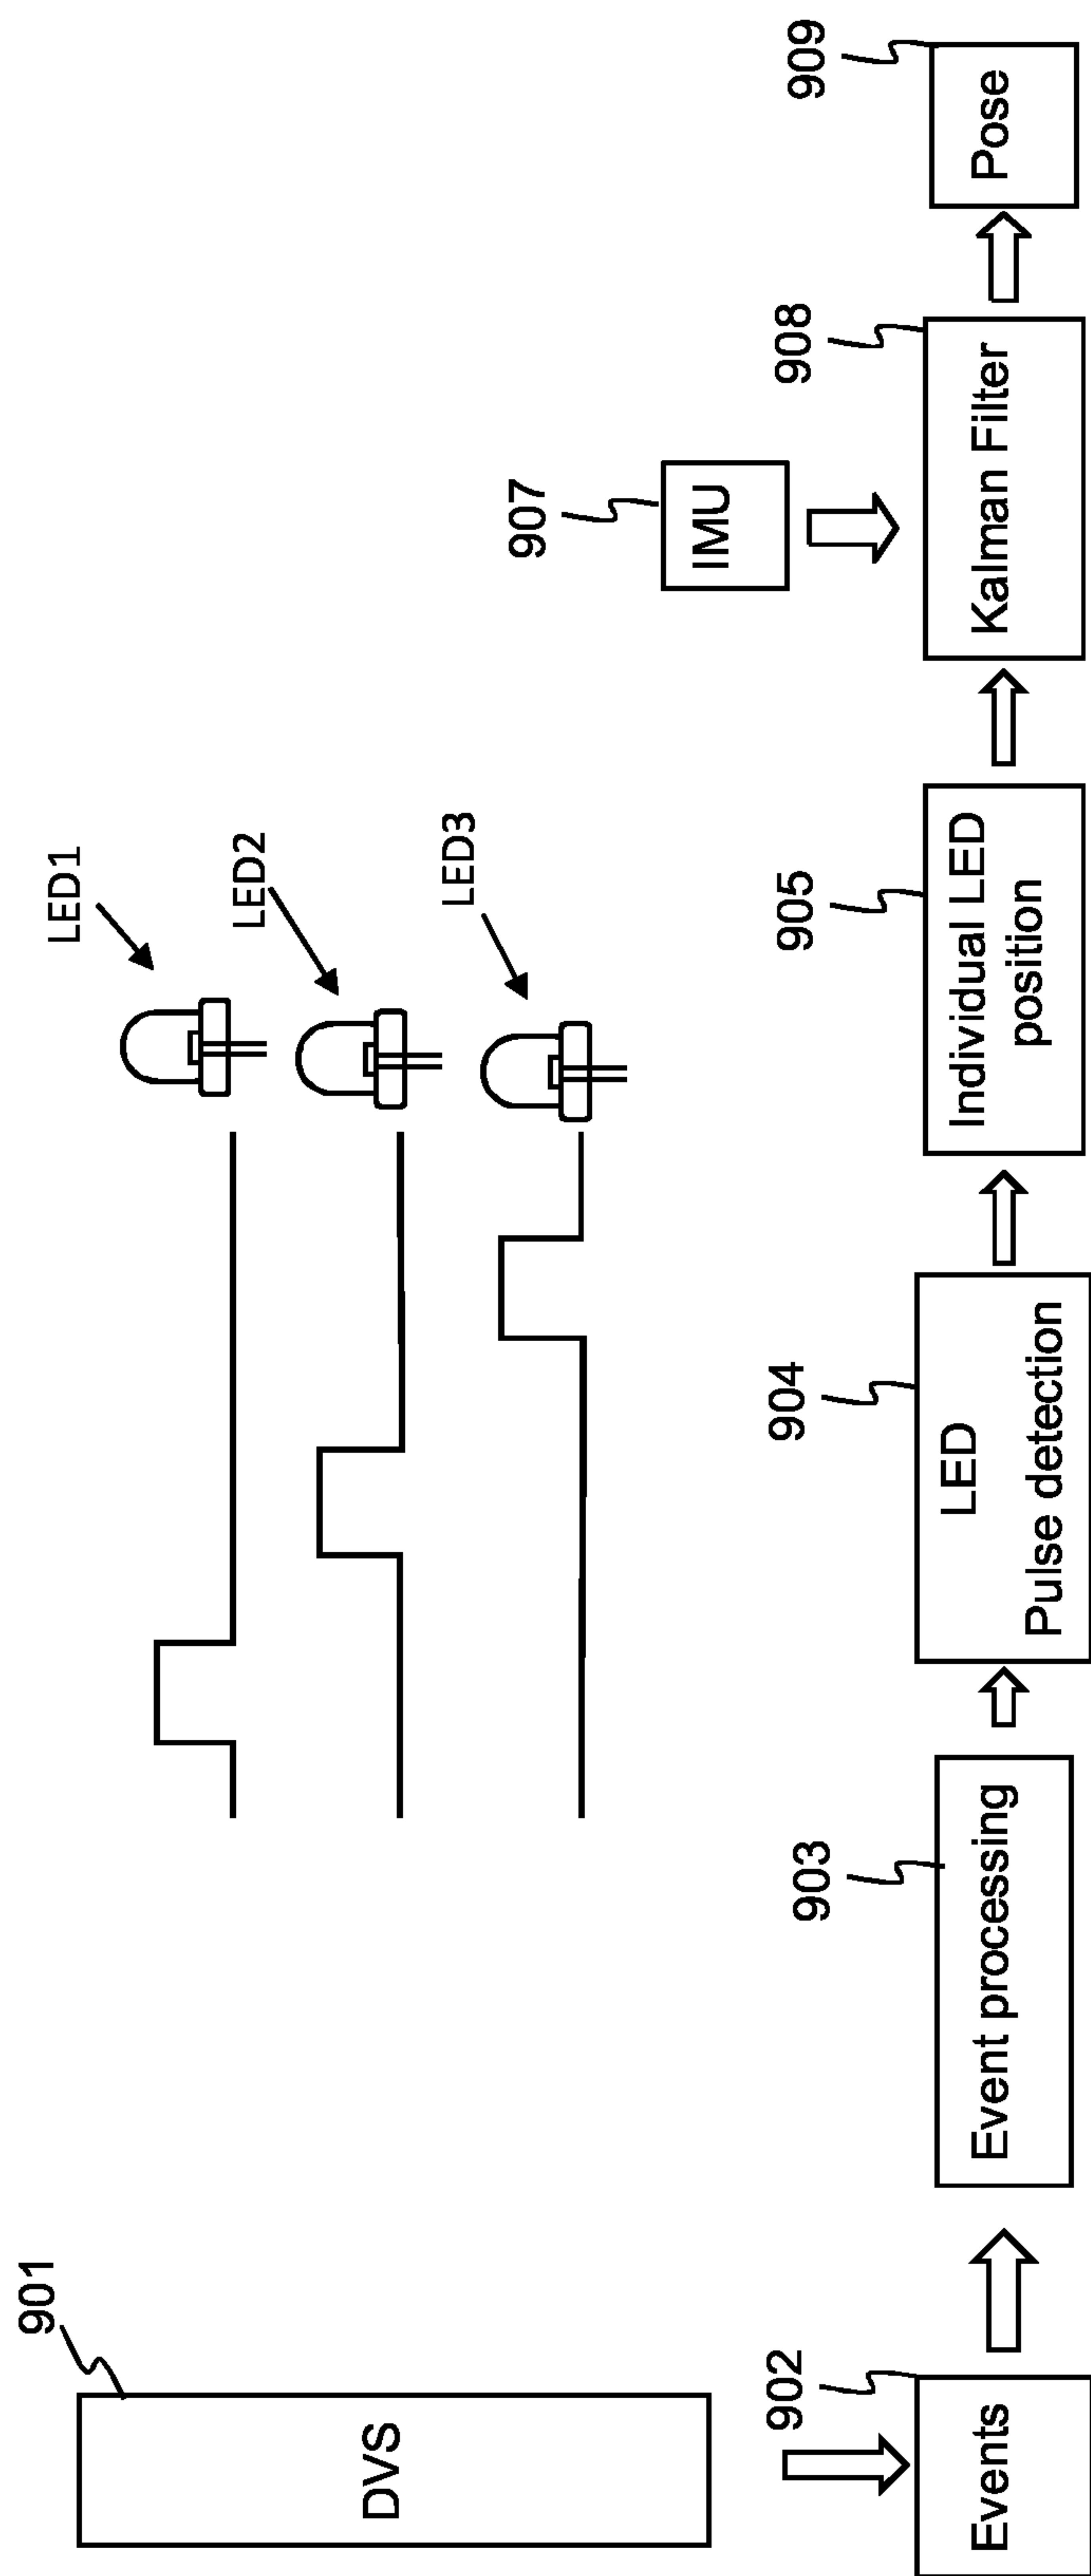 901
DVS
LED1
LED2
LED3
902
Events
903
Event processing
904
LED
Pulse detection
905
Individual LED
position
907
IMU
908
Kalman Filter
909
Pose